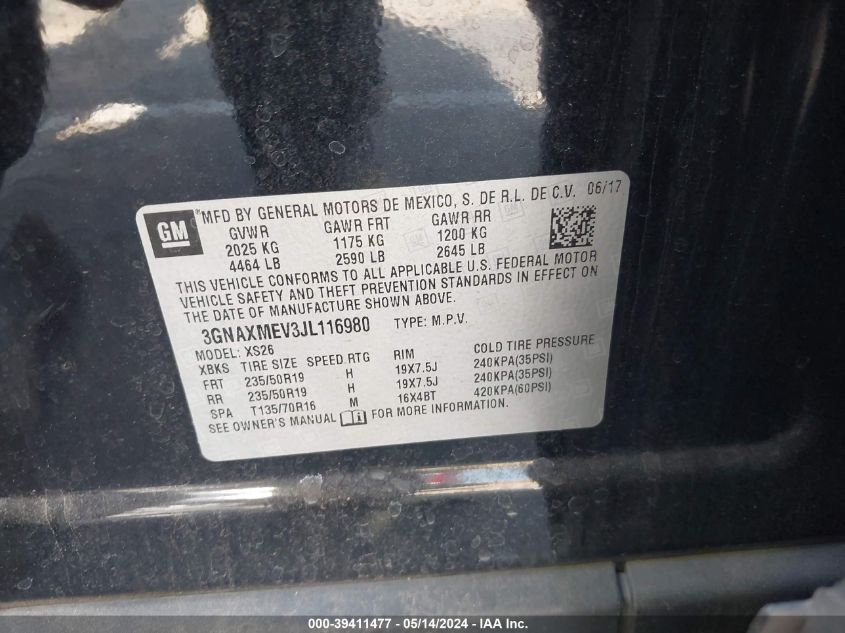 GM
*MFD BY GENERAL MOTORS DE MEXICO, S. DE R.L. DE C.V. 06/17
GVWR GAWR FRT GAWR RR
2025 KG 1175 KG 1200 KG
4464 LB 2590 LB 2645 LB
THIS VEHICLE CONFORMS TO ALL APPLICABLE U.S. FEDERAL MOTOR
VEHICLE SAFETY AND THEFT PREVENTION STANDARDS IN EFFECT ON
THE DATE OF MANUFACTURE SHOWN ABOVE.
3GNAXMEV3JL116980 TYPE: M.P.V.
MODEL: XS26
XBKS TIRE SIZE SPEED RTG RIM COLD TIRE PRESSURE
FRT 235/50R19 H 19X7.5J 240KPA(35PSI)
RR 235/50R19 H 19X7.5J 240KPA(35PSI)
SPA T135/70R16 M 16X4BT 420KPA(60PSI)
SEE OWNER'S MANUAL FOR MORE INFORMATION.
000-39411477 - 05/14/2024 - IAA Inc.